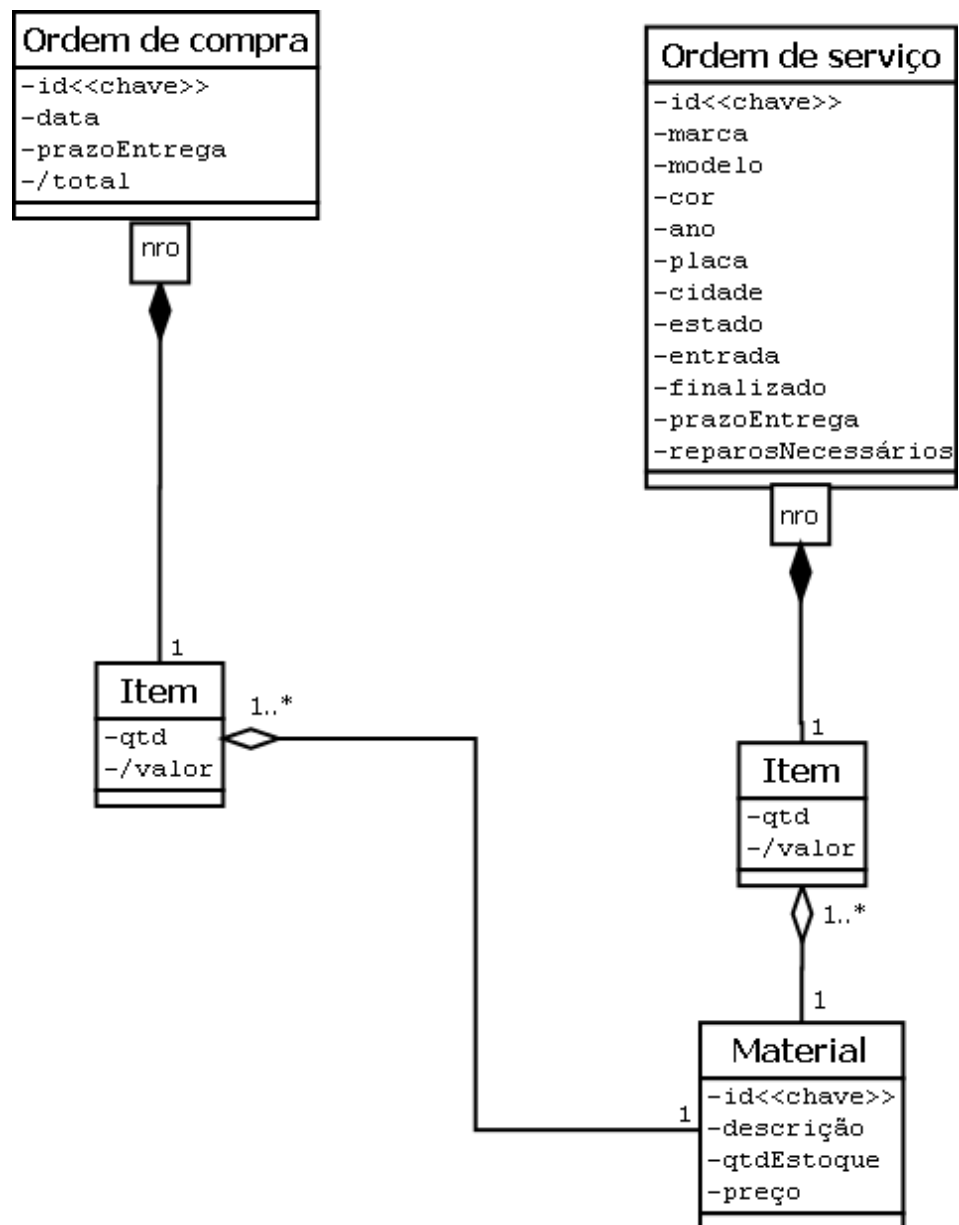 Ordem de compra
-id<<chave>>
-data
-prazoEntrega
-/total
nro
1
Item
-qtd
-/valor
1..*
Ordem de serviço
-id<<chave>>
-marca
-modelo
-cor
-ano
-placa
-cidade
-estado
-entrada
-finalizado
-prazoEntrega
-reparosNecessários
nro
1
Item
-qtd
-/valor
1..*
1
1
Material
-id<<chave>>
-descrição
-qtdEstoque
-preço